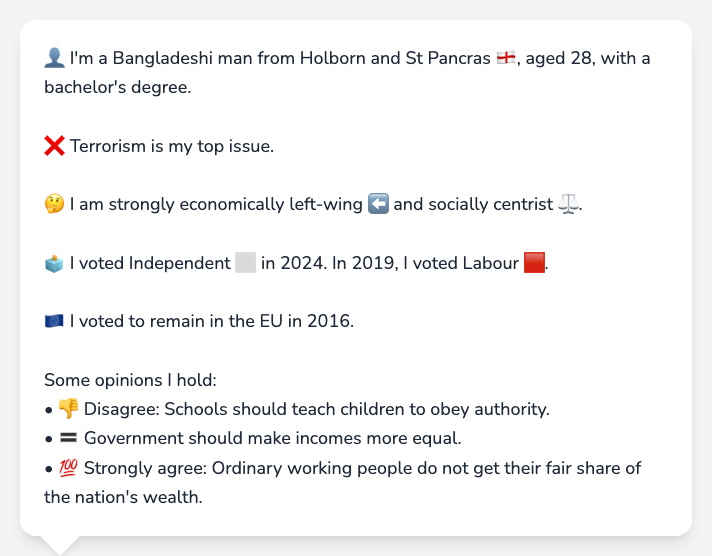 👤 I'm a Bangladeshi man from Holborn and St Pancras 🏴󠁧󠁢󠁥󠁮󠁧󠁿, aged 28, with a
bachelor's degree.
❌ Terrorism is my top issue.
🤔 I am strongly economically left-wing ⬅️ and socially centrist ⚖️.
🗳️ I voted Independent ⬜ in 2024. In 2019, I voted Labour 🟥.
🇪🇺 I voted to remain in the EU in 2016.
Some opinions I hold:
• 👎 Disagree: Schools should teach children to obey authority.
• 🟰 Government should make incomes more equal.
• 💯 Strongly agree: Ordinary working people do not get their fair share of
the nation's wealth.